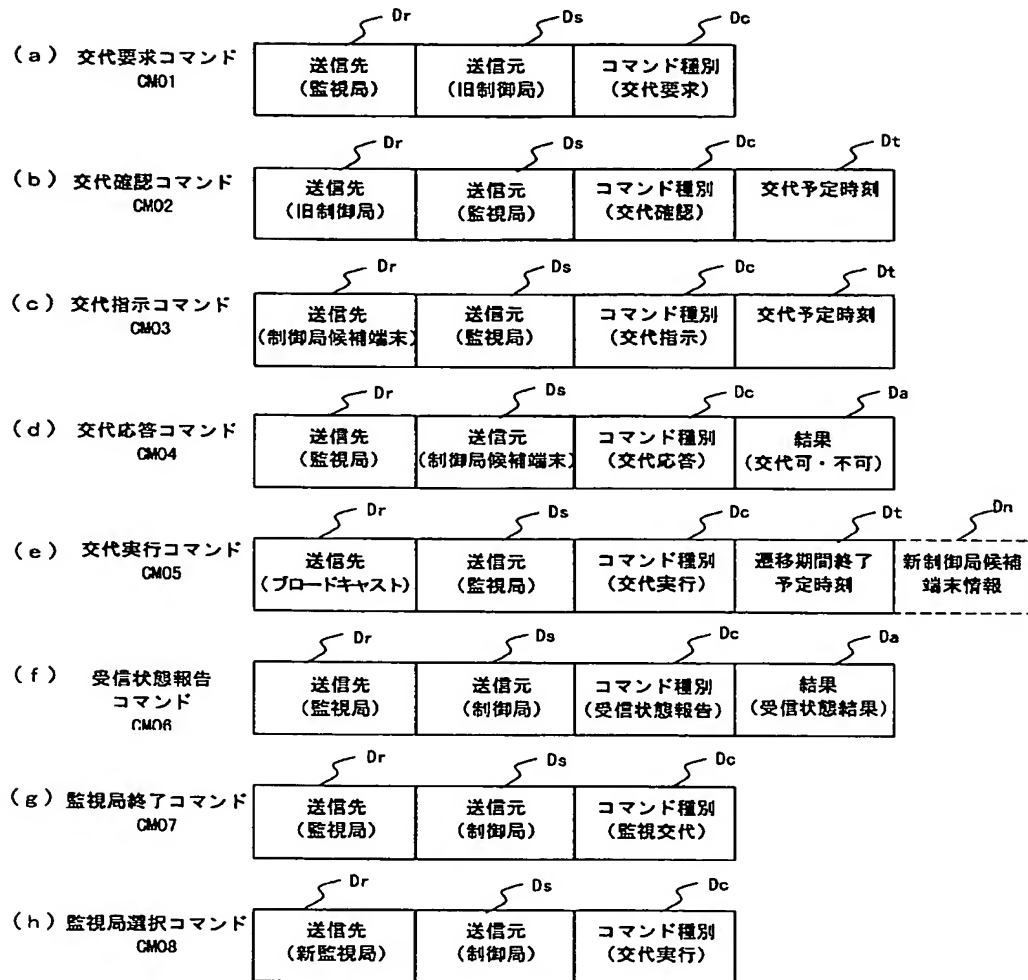 Dr Ds Dc
(a) 交代要求コマンド
CM01
送信先 送信元 コマンド種別
(監視局) (旧制御局) (交代要求)
Dr Ds Dc Dt
(b) 交代確認コマンド
CM02
送信先 送信元 コマンド種別 交代予定時刻
(旧制御局) (監視局) (交代確認)
Dr Ds Dc Dt
(c) 交代指示コマンド
CM03
送信先 送信元 コマンド種別 交代予定時刻
(制御局候補端末) (監視局) (交代指示)
Dr Ds Dc Da
(d) 交代応答コマンド
CM04
送信先 送信元 コマンド種別 結果
(監視局) (制御局候補端末) (交代応答) (交代可・不可)
Dr Ds Dc Dt Dn
(e) 交代実行コマンド
CM05
送信先 送信元 コマンド種別 遷移期間終了 新制御局候補
(ブロードキャスト) (監視局) (交代実行) 予定時刻 端末情報
Dr Ds Dc Da
(f) 受信状態報告
コマンド
CM06
送信先 送信元 コマンド種別 結果
(監視局) (制御局) (受信状態報告) (受信状態結果)
Dr Ds Dc
(g) 監視局終了コマンド
CM07
送信先 送信元 コマンド種別
(監視局) (制御局) (監視交代)
Dr Ds Dc
(h) 監視局選択コマンド
CM08
送信先 送信元 コマンド種別
(新監視局) (制御局) (交代実行)